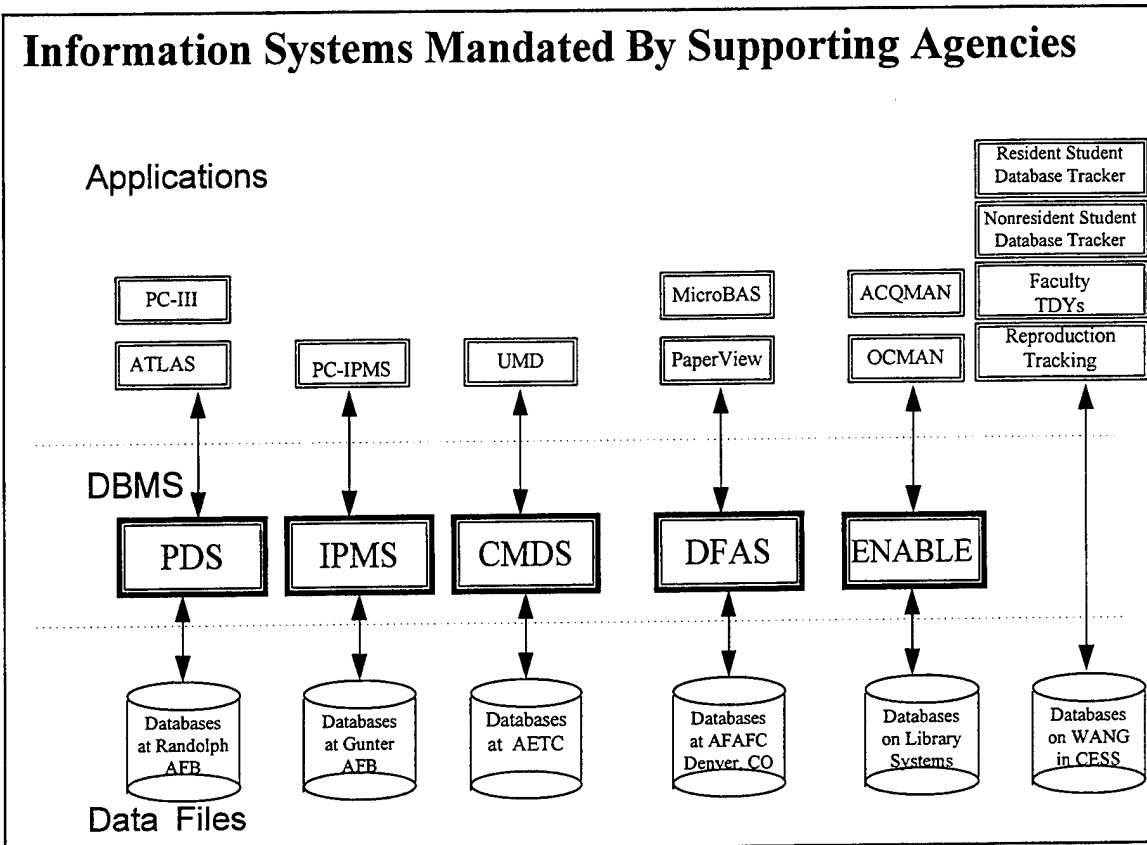 Information Systems Mandated By Supporting Agencies
Applications
Resident Student
Database Tracker
Nonresident Student
Database Tracker
Faculty
TDYs
Reproduction
Tracking
PC-III
ATLAS
PC-IPMS
UMD
MicroBAS
PaperView
ACQMAN
OCMAN
DBMS
PDS
IPMS
CMDS
DFAS
ENABLE
Databases
at Randolph
AFB
Databases
at Gunter
AFB
Databases
at AETC
Databases
at AFAFC
Denver, CO
Databases
on Library
Systems
Databases
on WANG
in CESS
Data Files